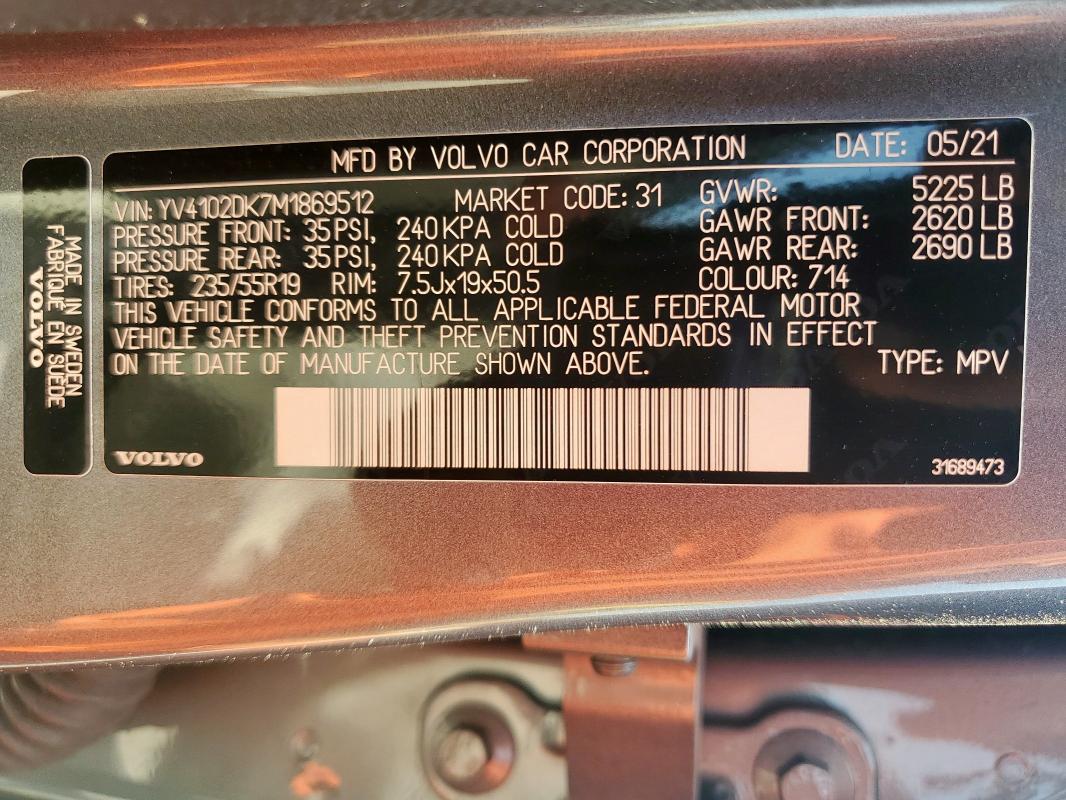 MADE IN SWEDEN
FABRIQUÉ EN SUÈDE
VOLVO
MFD BY VOLVO CAR CORPORATION DATE: 05/21
VIN: YV4102DK7M1869512 MARKET CODE: 31 GVWR: 5225 LB
PRESSURE FRONT: 35 PSI, 240 KPA COLD GAWR FRONT: 2620 LB
PRESSURE REAR: 35 PSI, 240 KPA COLD GAWR REAR: 2690 LB
TIRES: 235/55R19 RIM: 7.5Jx19x50.5 COLOUR: 714
THIS VEHICLE CONFORMS TO ALL APPLICABLE FEDERAL MOTOR
VEHICLE SAFETY AND THEFT PREVENTION STANDARDS IN EFFECT
ON THE DATE OF MANUFACTURE SHOWN ABOVE. TYPE: MPV
VOLVO
31689473